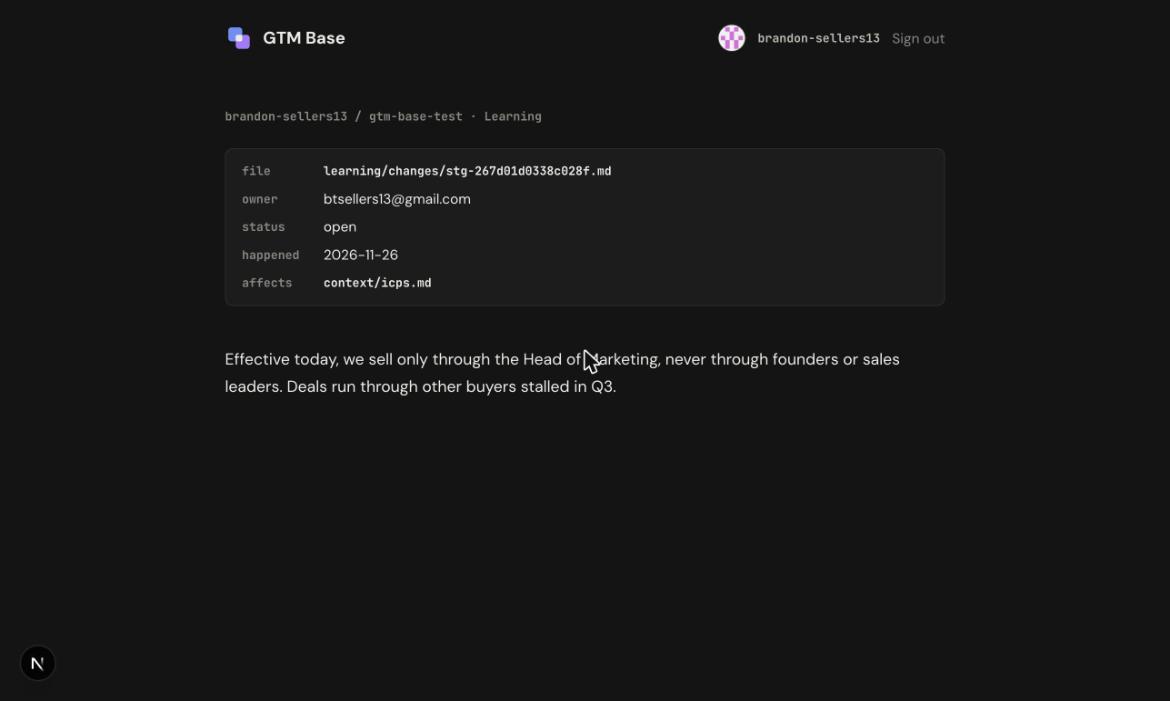 GTM Base
brandon-sellers13 Sign out
brandon-sellers13 / gtm-base-test · Learning
file learning/changes/stg-267d01d0338c028f.md
owner btsellers13@gmail.com
status open
happened 2026-11-26
affects context/icps.md
Effective today, we sell only through the Head of Marketing, never through founders or sales
leaders. Deals run through other buyers stalled in Q3.
N